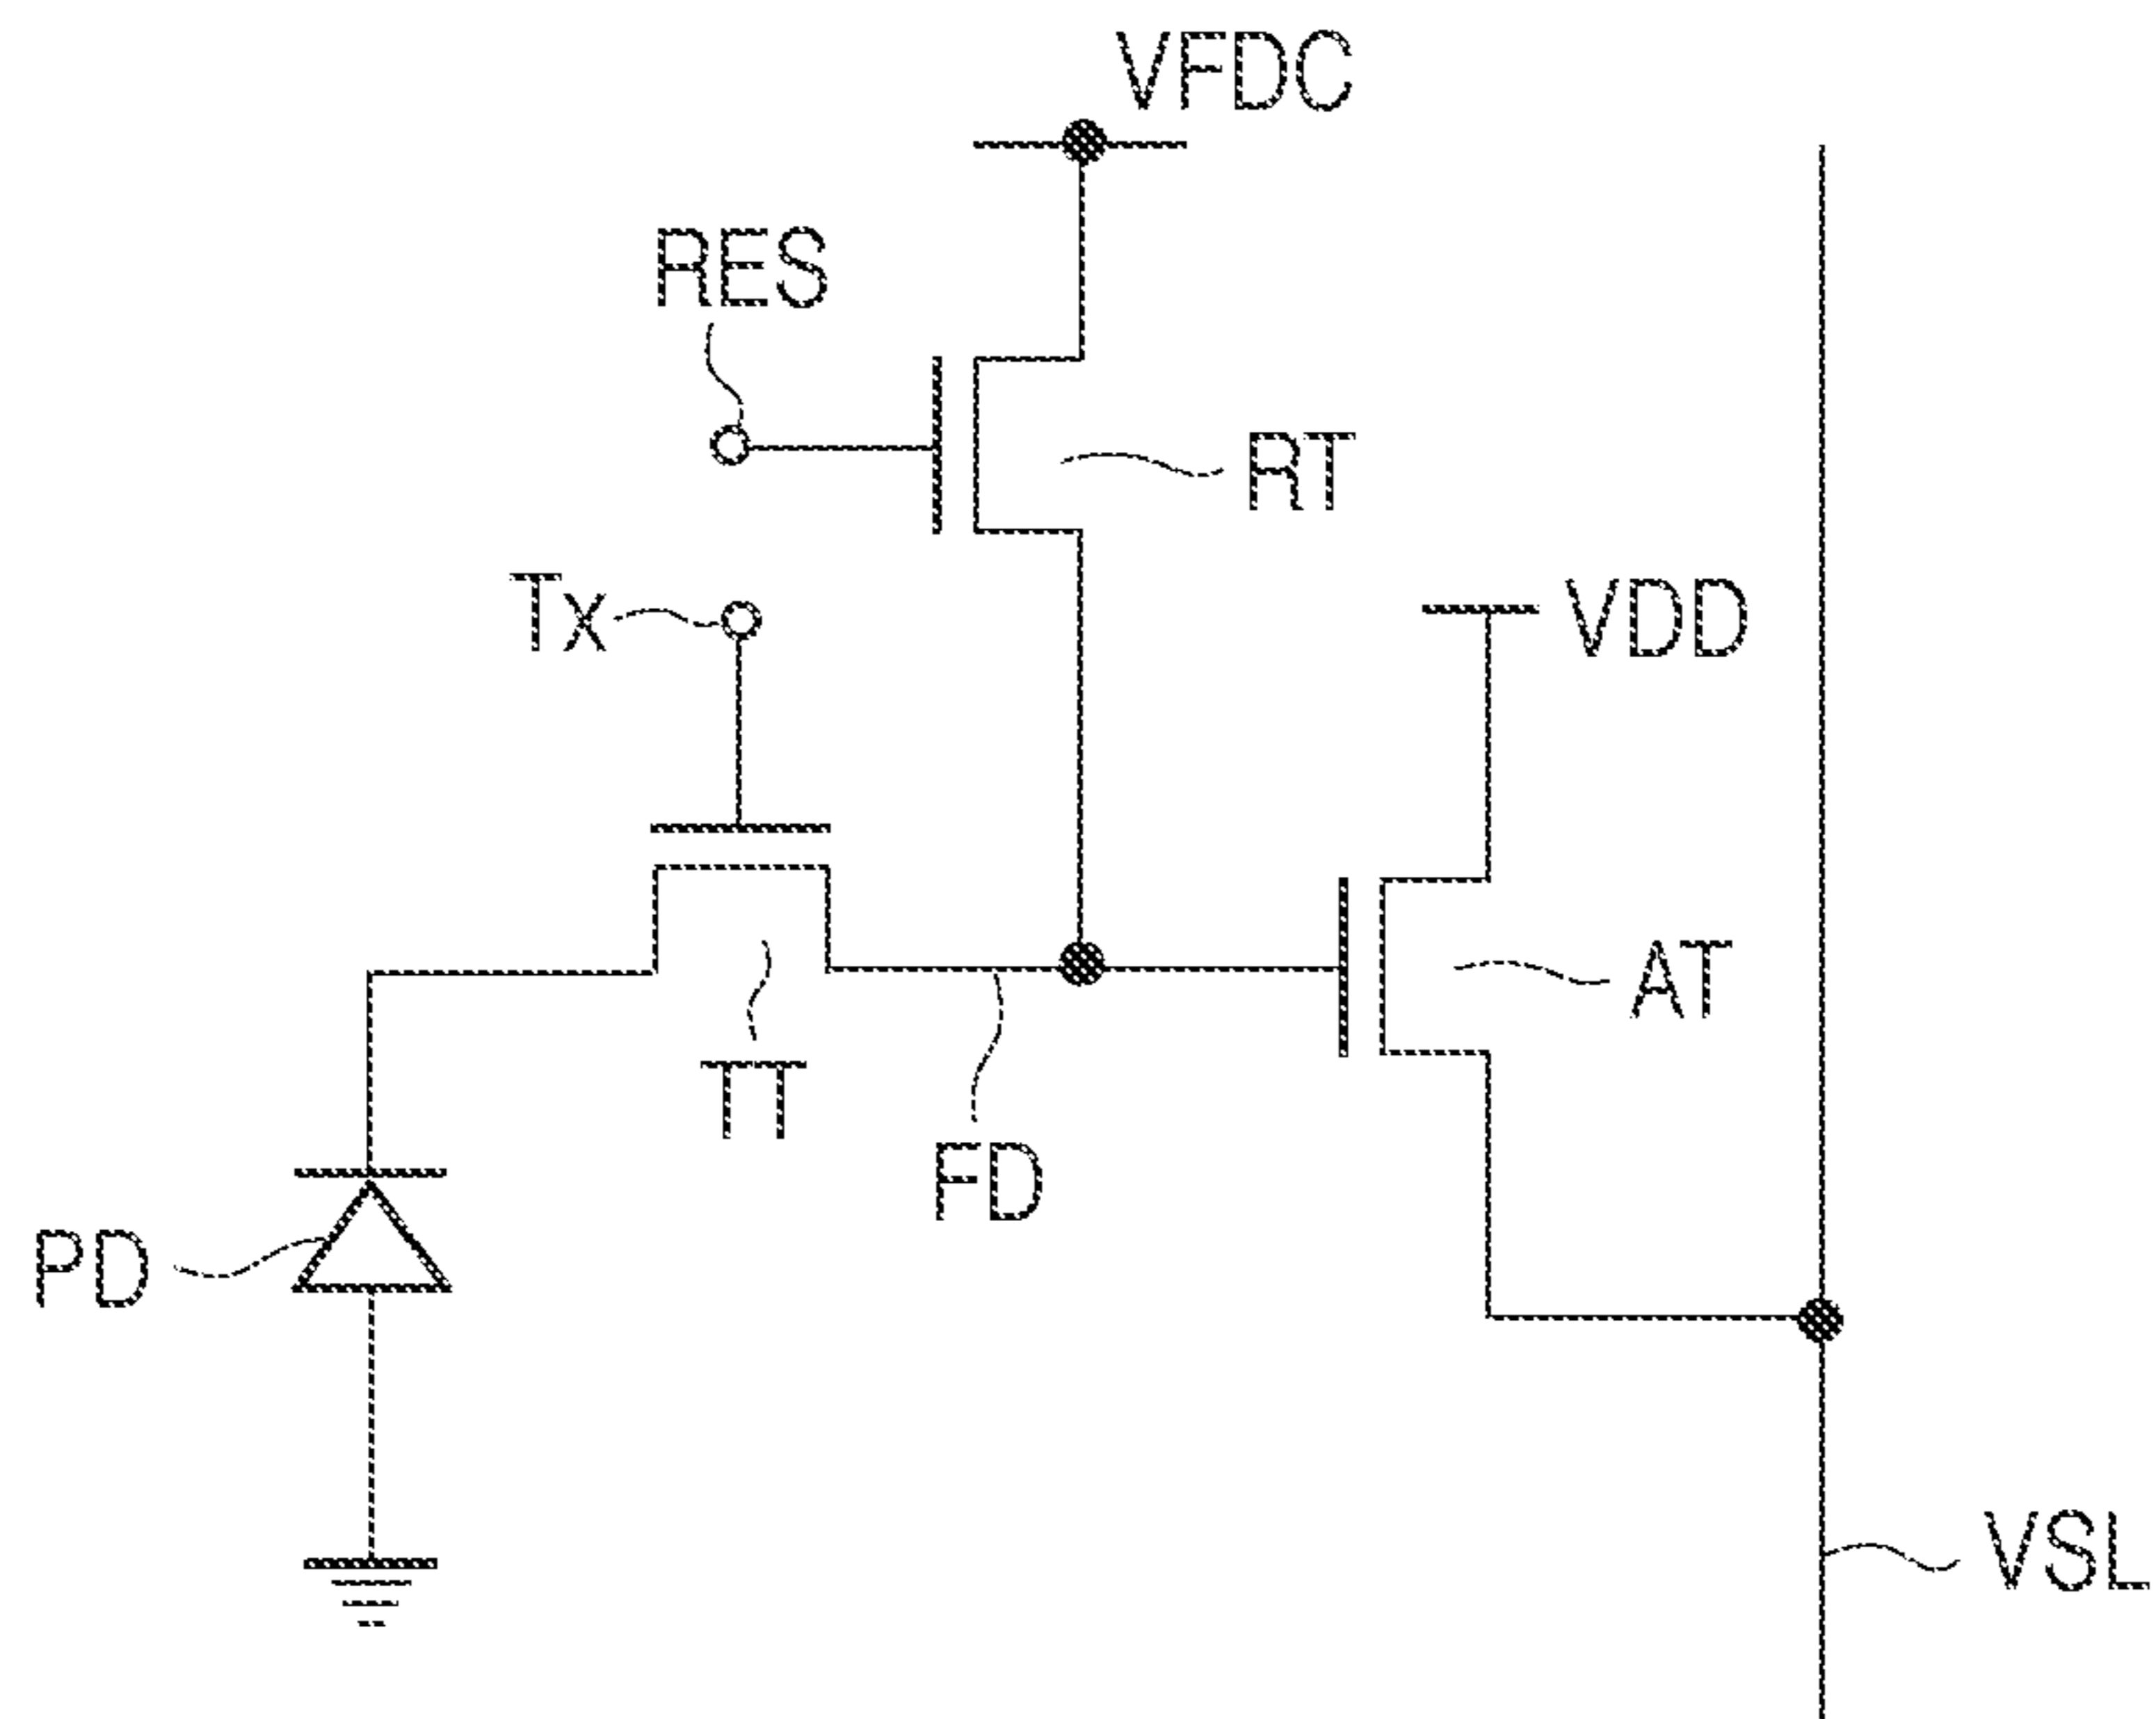 VFDC
RES
RT
Tx
VDD
AT
TT
FD
PD
VSL